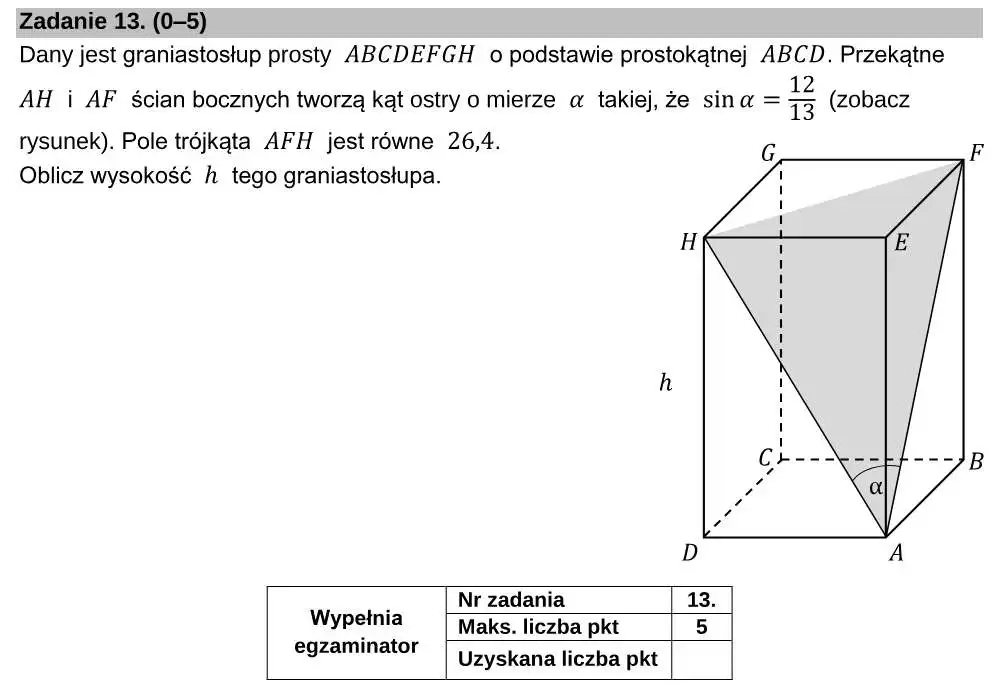 Zadanie 13. (0–5)
Dany jest graniastosłup prosty ABCDEFGH o podstawie prostokątnej ABCD. Przekątne
AH i AF ścian bocznych tworzą kąt ostry o mierze α takiej, że sin α = 12/13 (zobacz
rysunek). Pole trójkąta AFH jest równe 26,4.
Oblicz wysokość h tego graniastosłupa.
G
F
H
E
h
C
B
α
D
A
Wypełnia
egzaminator
Nr zadania 13.
Maks. liczba pkt 5
Uzyskana liczba pkt